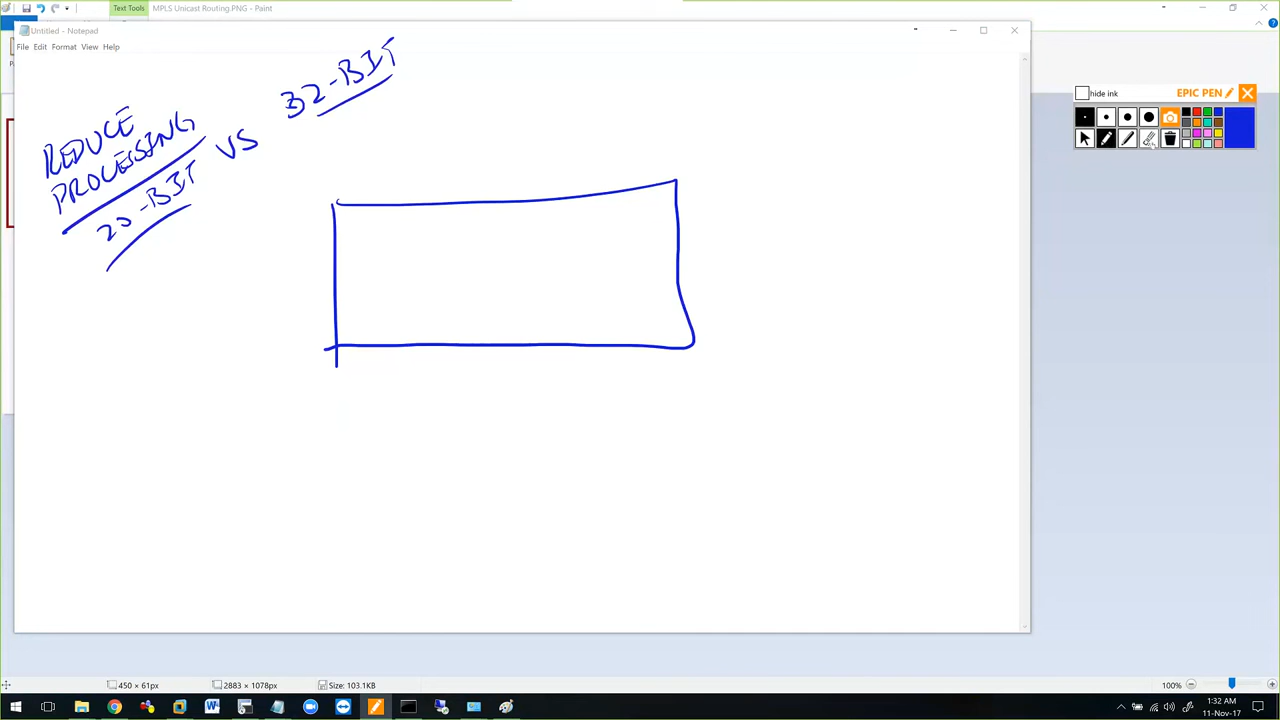 Text Tools
MPLS Unicast Routing.PNG - Paint
Untitled - Notepad
File Edit Format View Help
32-BIT
REDUCE
PROCESSING
VS
20-BIT
hide ink
EPIC PEN
450 × 61px
2883 × 1078px
Size: 103.1KB
100%
1:32 AM
11-Nov-17